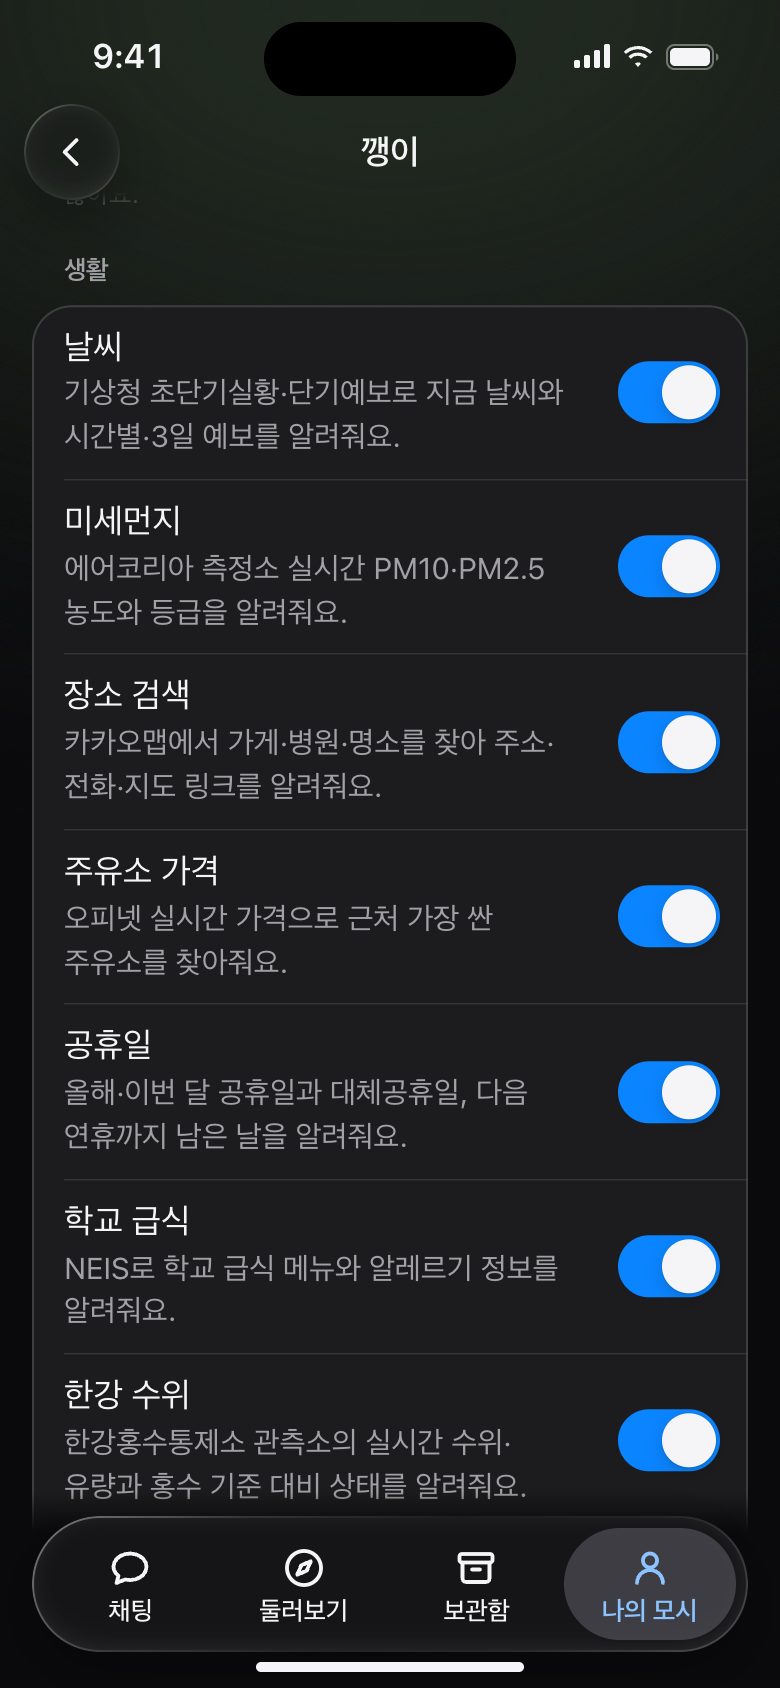 9:41
깽이
생활
날씨
기상청 초단기실황·단기예보로 지금 날씨와
시간별·3일 예보를 알려줘요.
미세먼지
에어코리아 측정소 실시간 PM10·PM2.5
농도와 등급을 알려줘요.
장소 검색
카카오맵에서 가게·병원·명소를 찾아 주소·
전화·지도 링크를 알려줘요.
주유소 가격
오피넷 실시간 가격으로 근처 가장 싼
주유소를 찾아줘요.
공휴일
올해·이번 달 공휴일과 대체공휴일, 다음
연휴까지 남은 날을 알려줘요.
학교 급식
NEIS로 학교 급식 메뉴와 알레르기 정보를
알려줘요.
한강 수위
한강홍수통제소 관측소의 실시간 수위·
유량과 홍수 기준 대비 상태를 알려줘요.
채팅
둘러보기
보관함
나의 모시